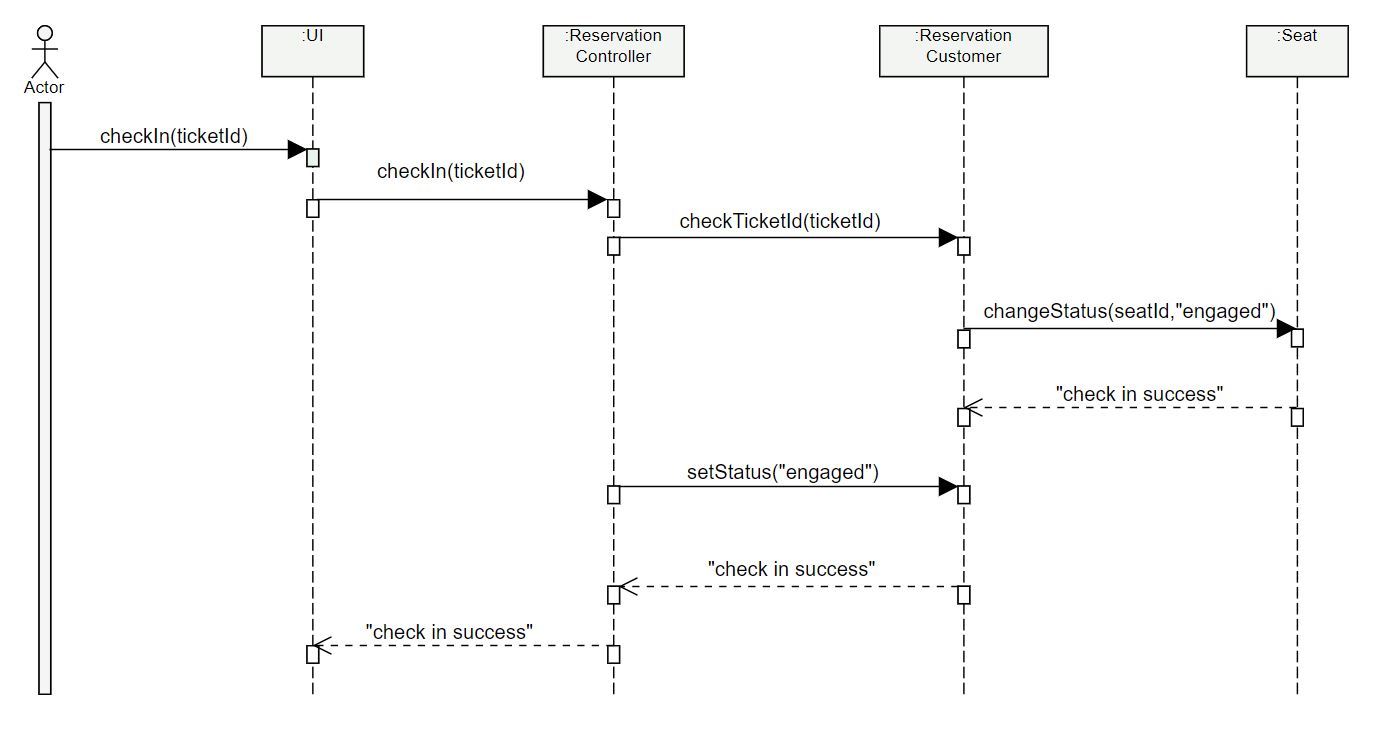 :UI
:Reservation
Controller
:Reservation
Customer
:Seat
Actor
checkIn(ticketId)
checkIn(ticketId)
checkTicketId(ticketId)
changeStatus(seatId,"engaged")
"check in success"
setStatus("engaged")
"check in success"
"check in success"